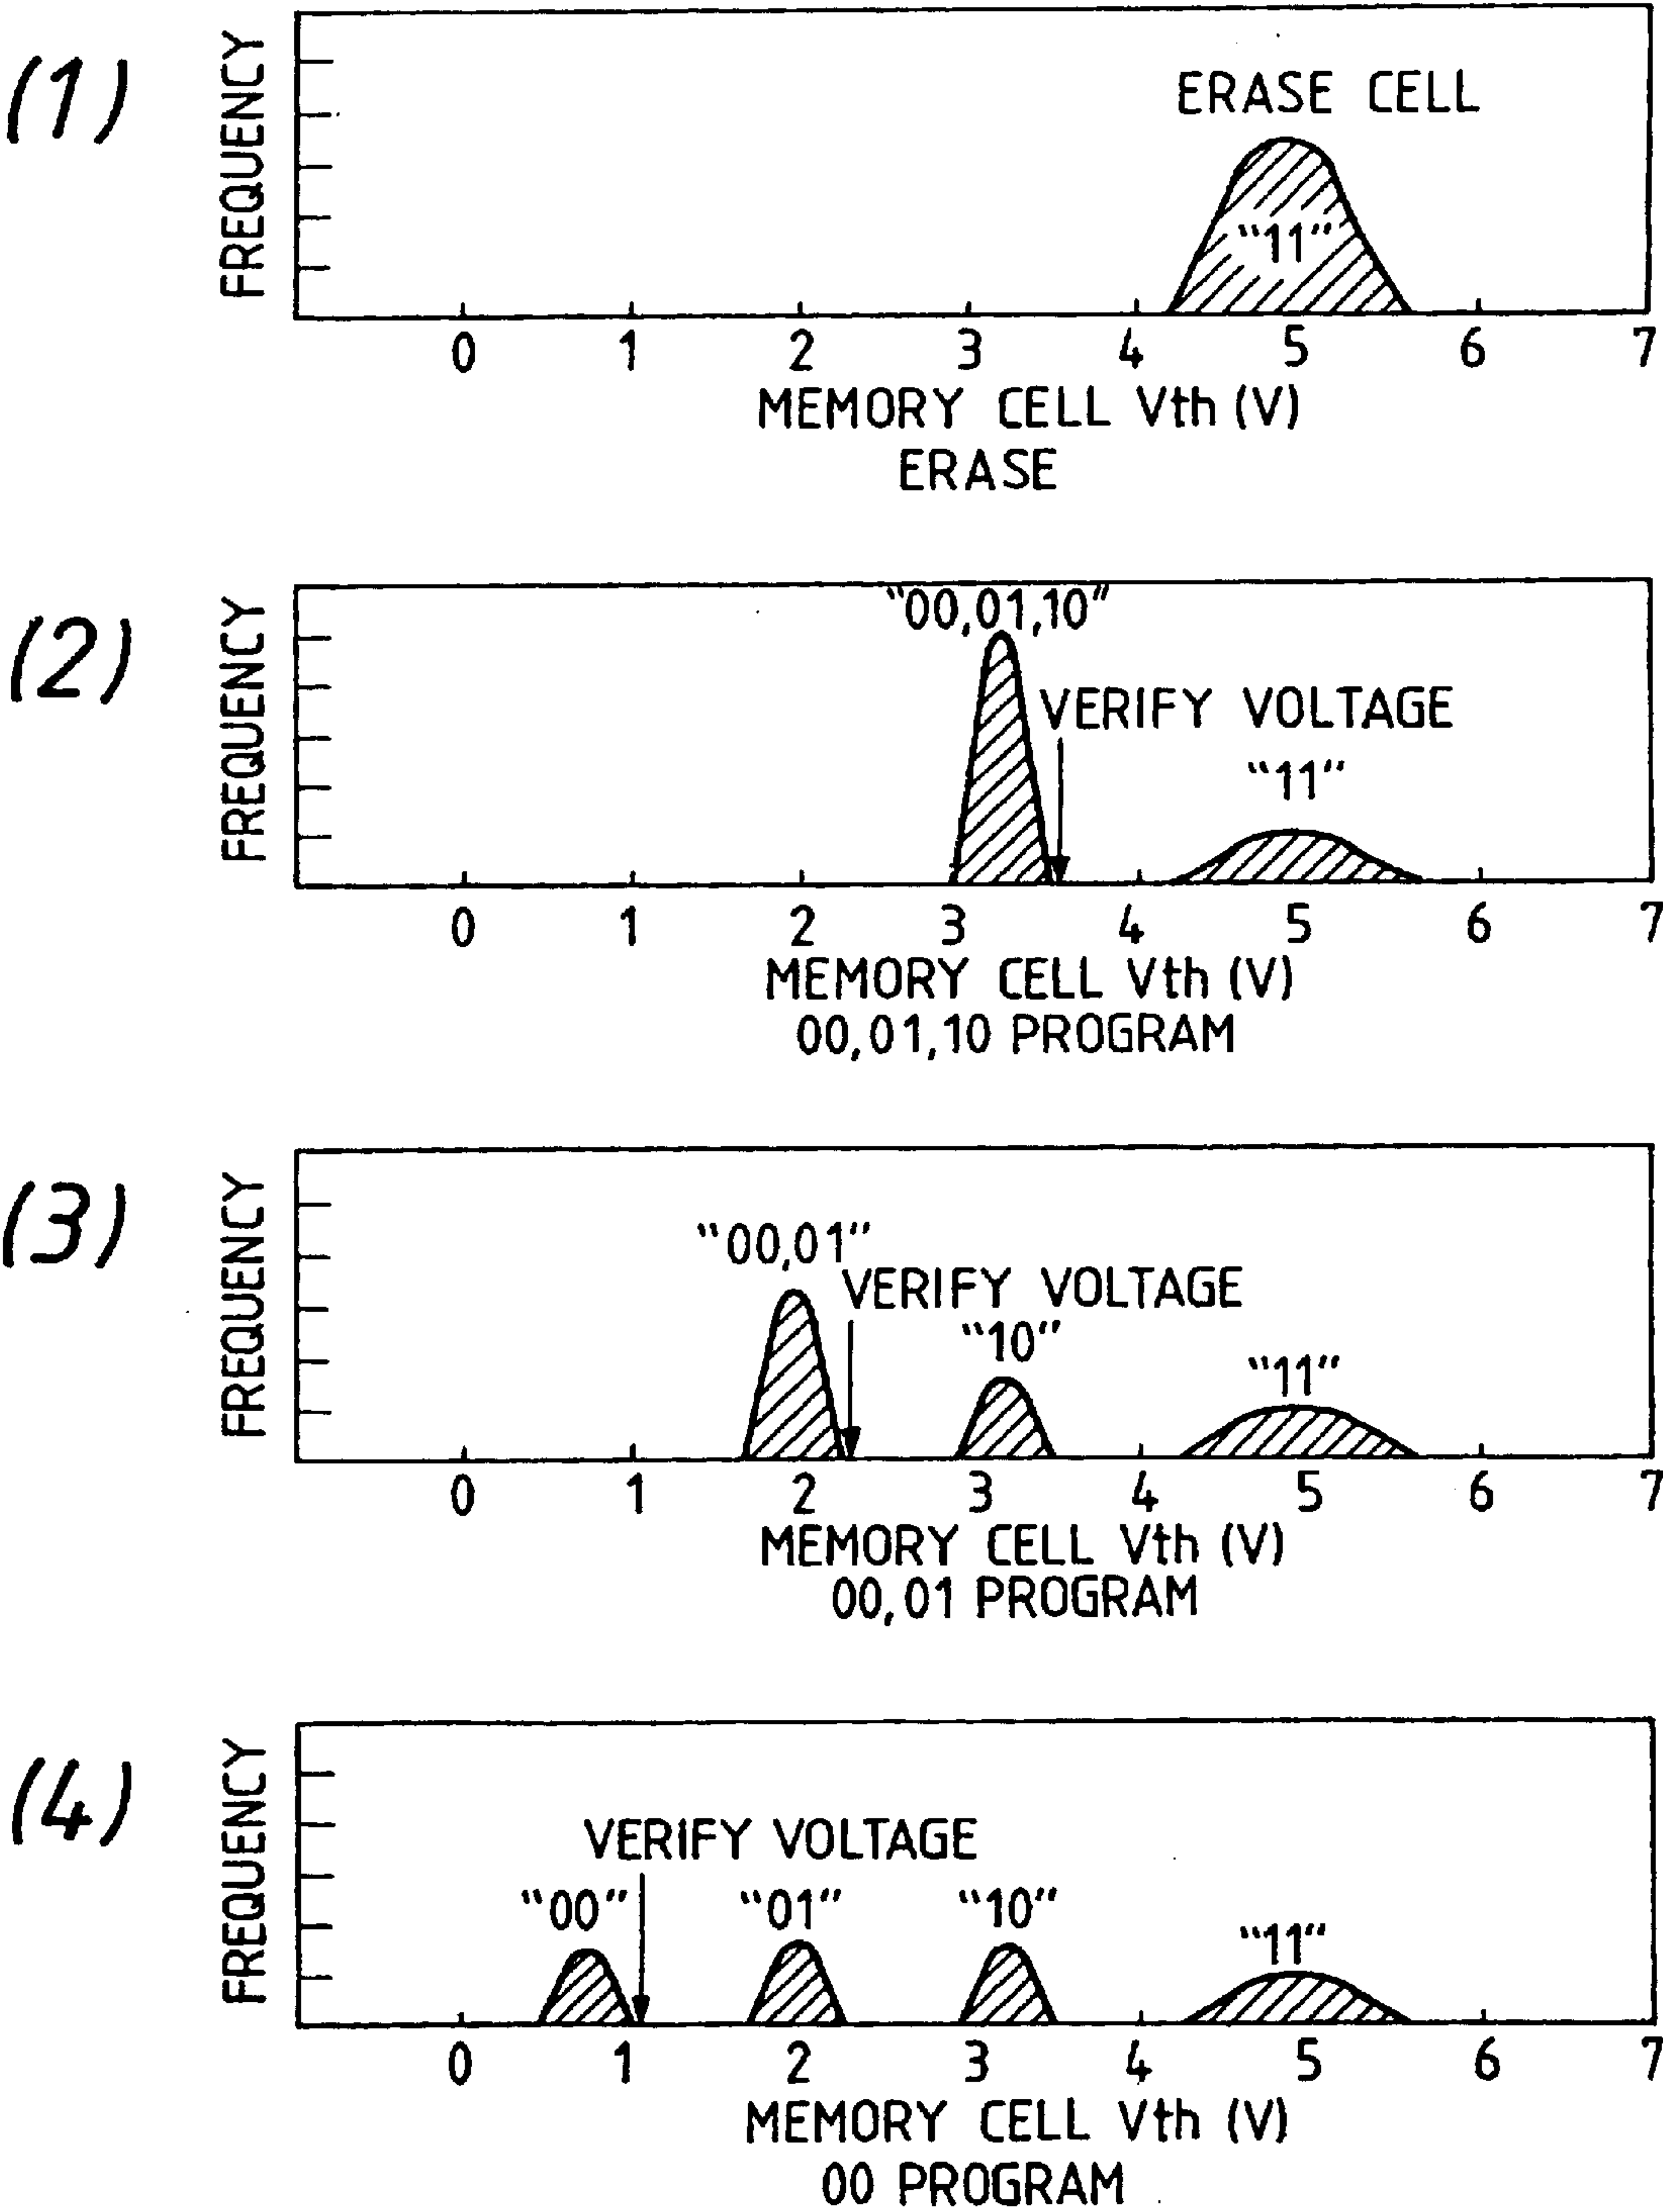 (1)
FREQUENCY
ERASE CELL
“11”
0 1 2 3 4 5 6 7
MEMORY CELL Vth (V)
ERASE
(2)
FREQUENCY
“00,01,10”
VERIFY VOLTAGE
“11”
0 1 2 3 4 5 6 7
MEMORY CELL Vth (V)
00,01,10 PROGRAM
(3)
FREQUENCY
“00,01”
VERIFY VOLTAGE
“10”
“11”
0 1 2 3 4 5 6 7
MEMORY CELL Vth (V)
00,01 PROGRAM
(4)
FREQUENCY
VERIFY VOLTAGE
“00” “01” “10” “11”
0 1 2 3 4 5 6 7
MEMORY CELL Vth (V)
00 PROGRAM